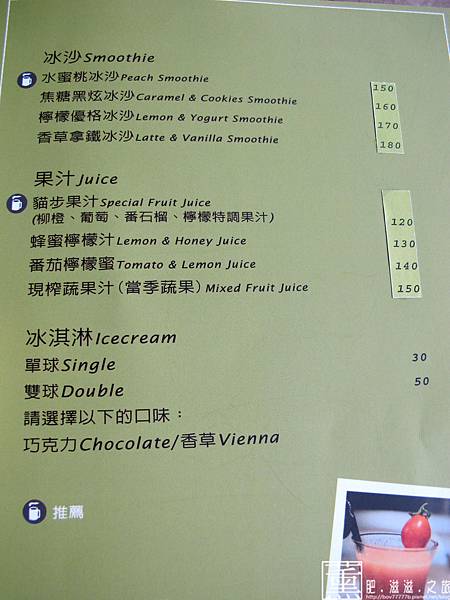 冰沙Smoothie
水蜜桃冰沙Peach Smoothie 150
焦糖黑炫冰沙Caramel & Cookies Smoothie 160
檸檬優格冰沙Lemon & Yogurt Smoothie 170
香草拿鐵冰沙Latte & Vanilla Smoothie 180
果汁Juice
貓步果汁Special Fruit Juice
(柳橙、葡萄、番石榴、檸檬特調果汁) 120
蜂蜜檸檬汁Lemon & Honey Juice 130
番茄檸檬蜜Tomato & Lemon Juice 140
現榨蔬果汁(當季蔬果)Mixed Fruit Juice 150
冰淇淋Icecream
單球Single 30
雙球Double 50
請選擇以下的口味：
巧克力Chocolate/香草Vienna
推薦
肥.滋滋.之旅